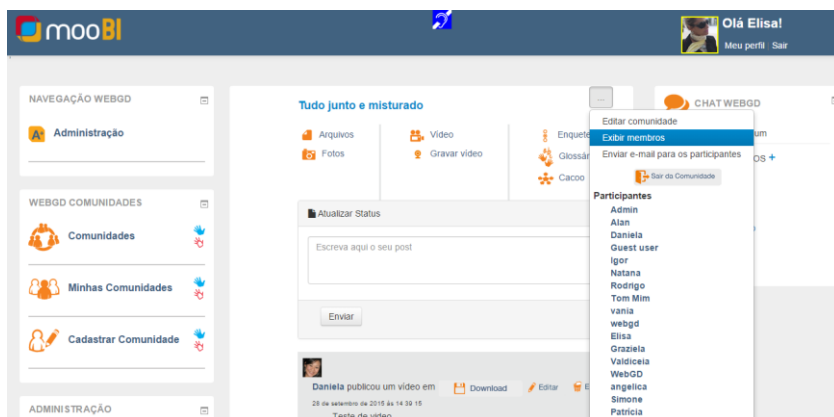 mooBI
Olá Elisa!
Meu perfil Sair
NAVEGAÇÃO WEBGD
Administração
WEBGD COMUNIDADES
Comunidades
Minhas Comunidades
Cadastrar Comunidade
ADMINISTRAÇÃO
Tudo junto e misturado
...
Arquivos
Vídeo
Enquete
Fotos
Gravar vídeo
Cacoo
Atualizar Status
Escreva aqui o seu post
Enviar
Daniela publicou um vídeo em
Download
Editar
28 de setembro de 2015 às 14 39 15
Teste de vídeo
Editar comunidade
Exibir membros
Enviar e-mail para os participantes
Sair da Comunidade
Participantes
Admin
Alan
Daniela
Guest user
Igor
Natana
Rodrigo
Tom Mim
vania
webgd
Elisa
Graziela
Valdiceia
WebGD
angelica
Simone
Patrícia
CHAT WEBGD